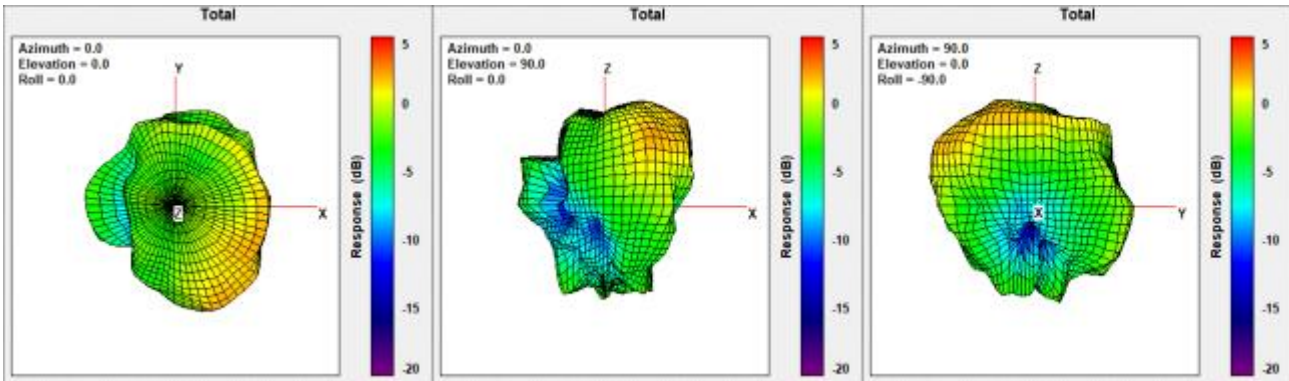 Total
Azimuth = 0.0
Elevation = 0.0
Roll = 0.0
Y
Z
X
5
0
-5
-10
-15
-20
Response (dB)
Total
Azimuth = 0.0
Elevation = 90.0
Roll = 0.0
Z
X
5
0
-5
-10
-15
-20
Response (dB)
Total
Azimuth = 90.0
Elevation = 0.0
Roll = -90.0
Z
X
Y
5
0
-5
-10
-15
-20
Response (dB)